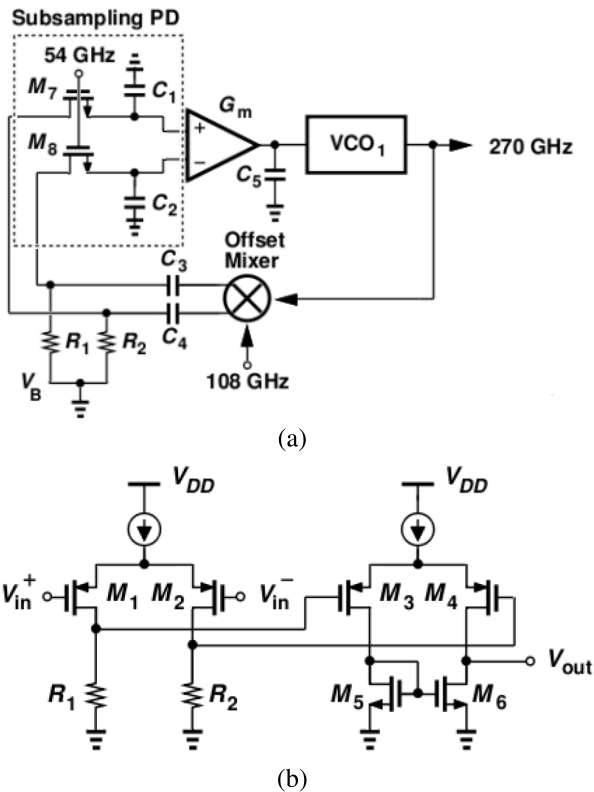 Subsampling PD
54 GHz
M7
C1
M8
Gm
+
−
VCO1
270 GHz
C5
C2
Offset
Mixer
C3
C4
R1
R2
VB
108 GHz
(a)
VDD
VDD
Vin+
M1
M2
Vin−
M3
M4
R1
R2
M5
M6
Vout
(b)